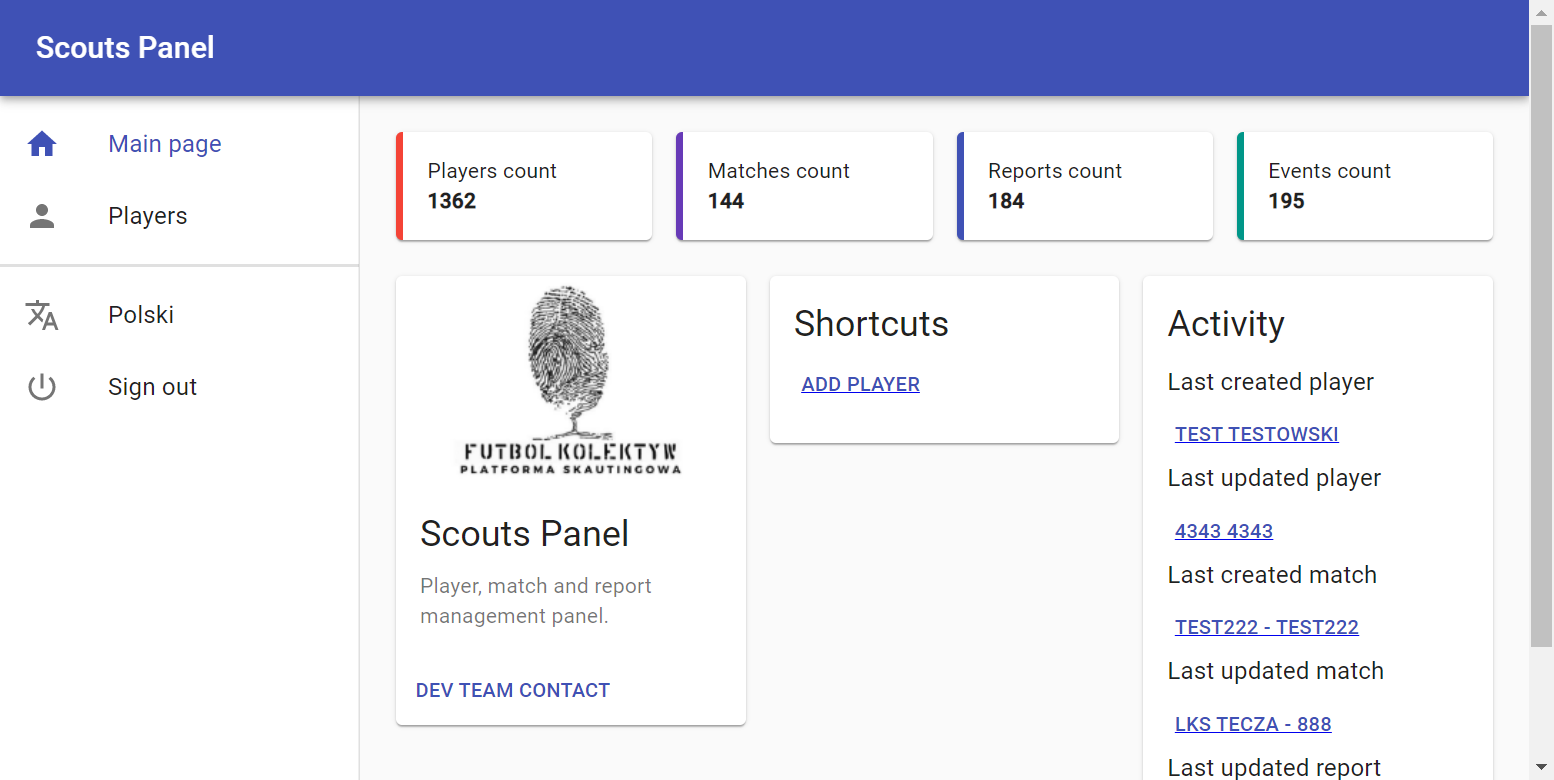 Scouts Panel
Main page
Players
Polski
Sign out
Players count
1362
Matches count
144
Reports count
184
Events count
195
FUTBOL KOLEKTYW
PLATFORMA SKAUTINGOWA
Scouts Panel
Player, match and report
management panel.
DEV TEAM CONTACT
Shortcuts
ADD PLAYER
Activity
Last created player
TEST TESTOWSKI
Last updated player
4343 4343
Last created match
TEST222 - TEST222
Last updated match
LKS TECZA - 888
Last updated report